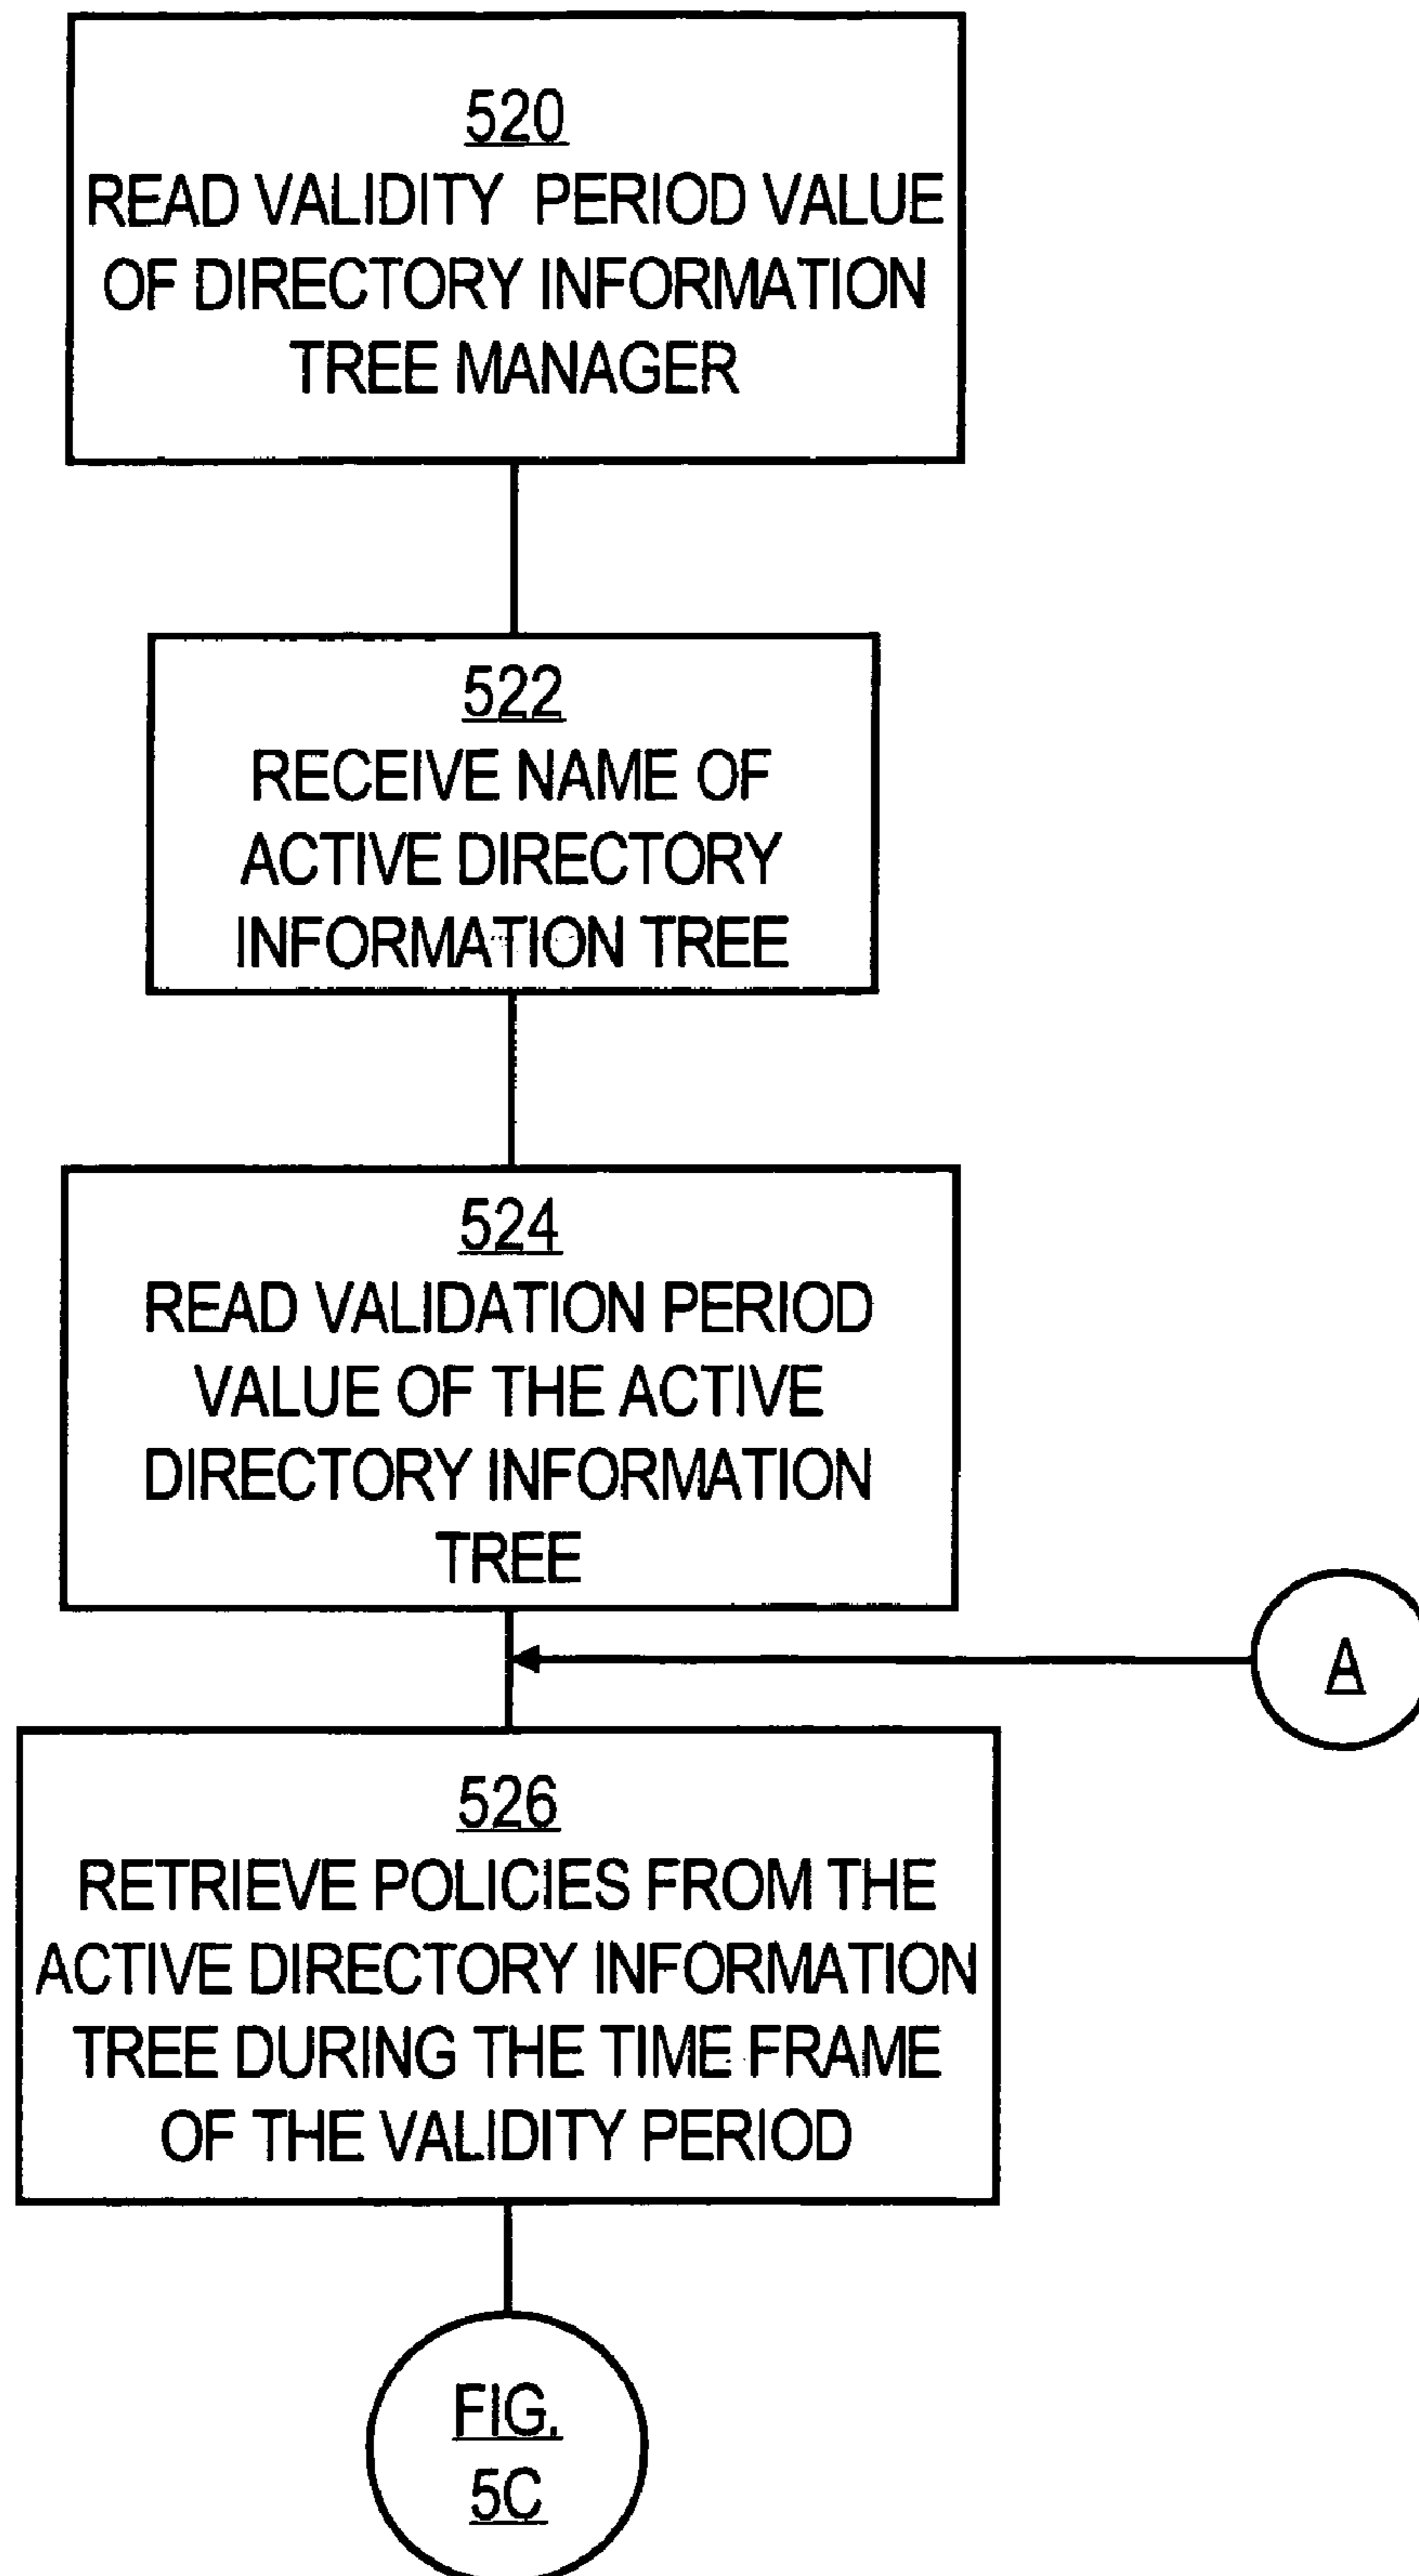 520
READ VALIDITY PERIOD VALUE
OF DIRECTORY INFORMATION
TREE MANAGER
522
RECEIVE NAME OF
ACTIVE DIRECTORY
INFORMATION TREE
524
READ VALIDATION PERIOD
VALUE OF THE ACTIVE
DIRECTORY INFORMATION
TREE
A
526
RETRIEVE POLICIES FROM THE
ACTIVE DIRECTORY INFORMATION
TREE DURING THE TIME FRAME
OF THE VALIDITY PERIOD
FIG.
5C